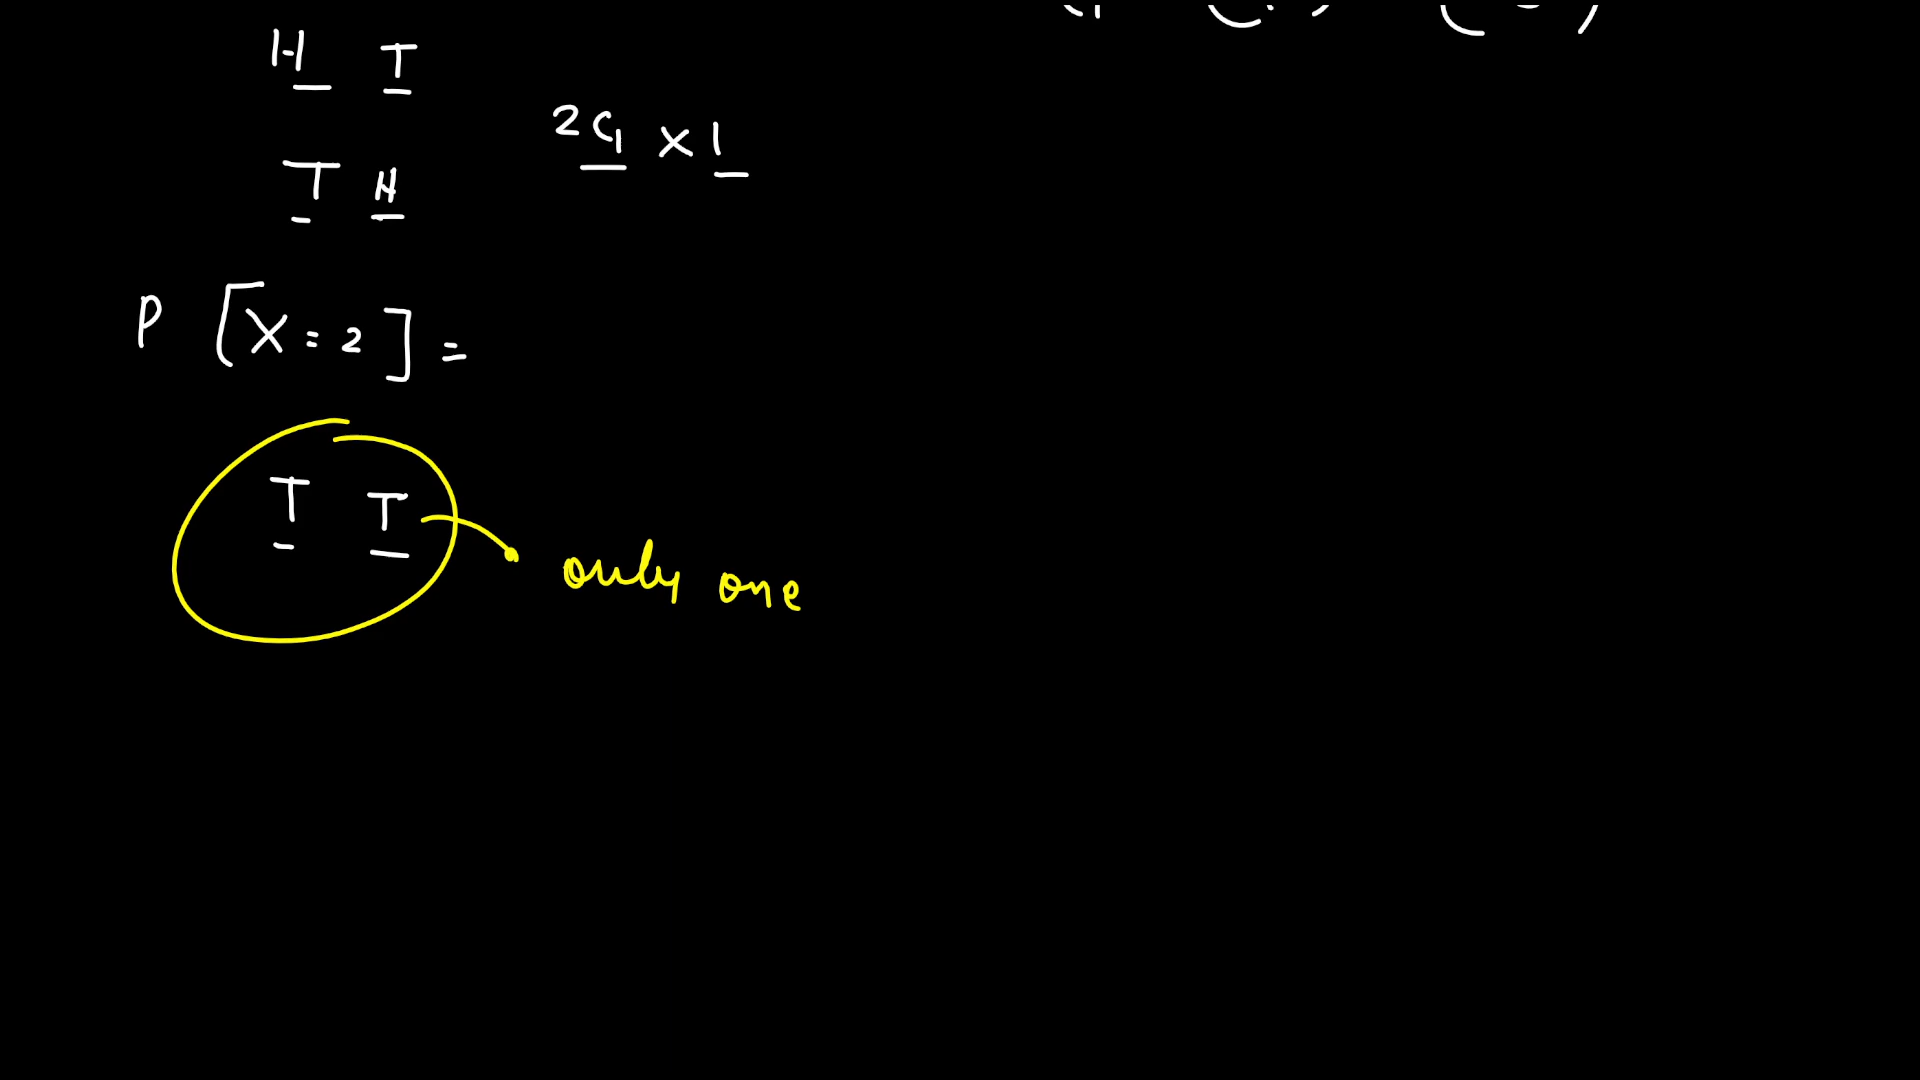 H T
2C1 × 1
T H
P [X = 2] =
T T
only one